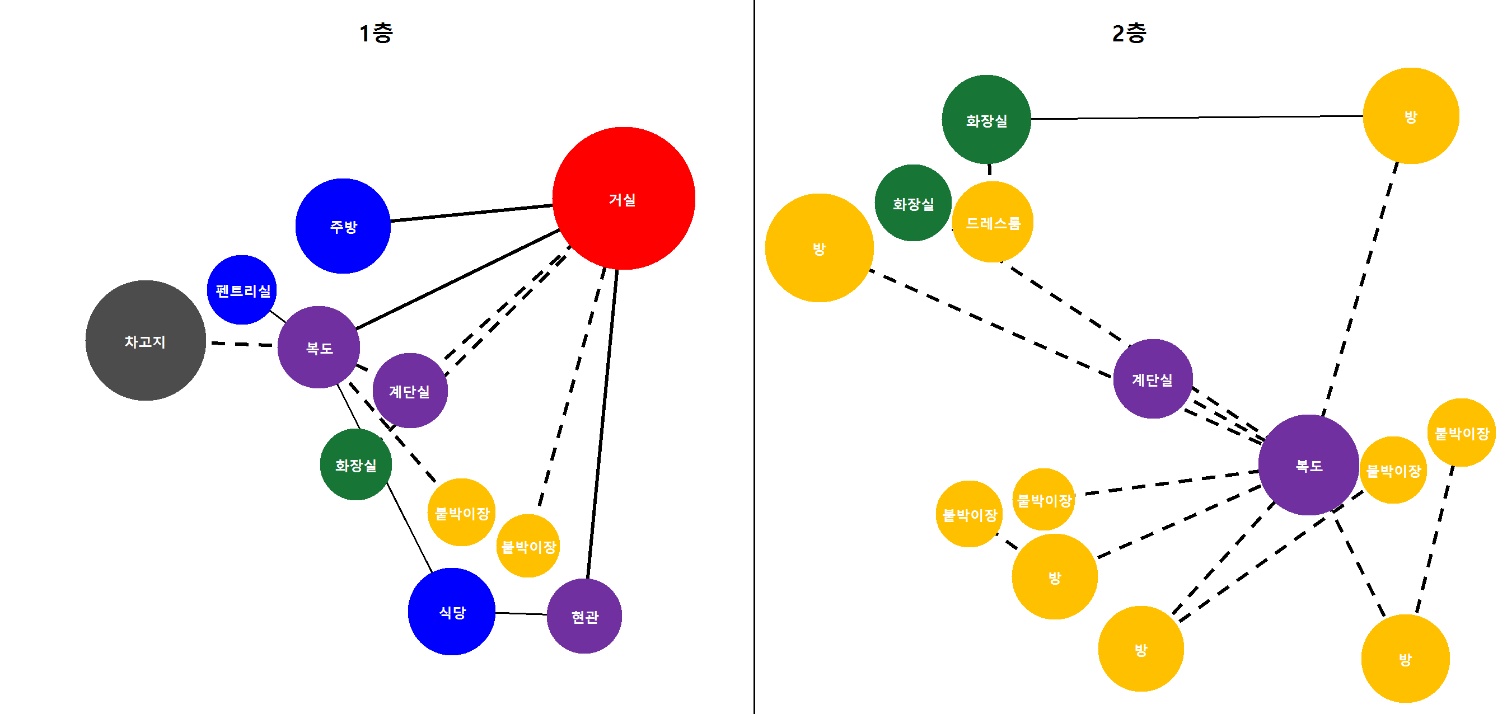 1층
거실
주방
펜트리실
차고지
복도
계단실
화장실
붙박이장
붙박이장
식당
현관
2층
화장실
방
화장실
드레스룸
방
계단실
복도
붙박이장
붙박이장
붙박이장
붙박이장
방
방
방